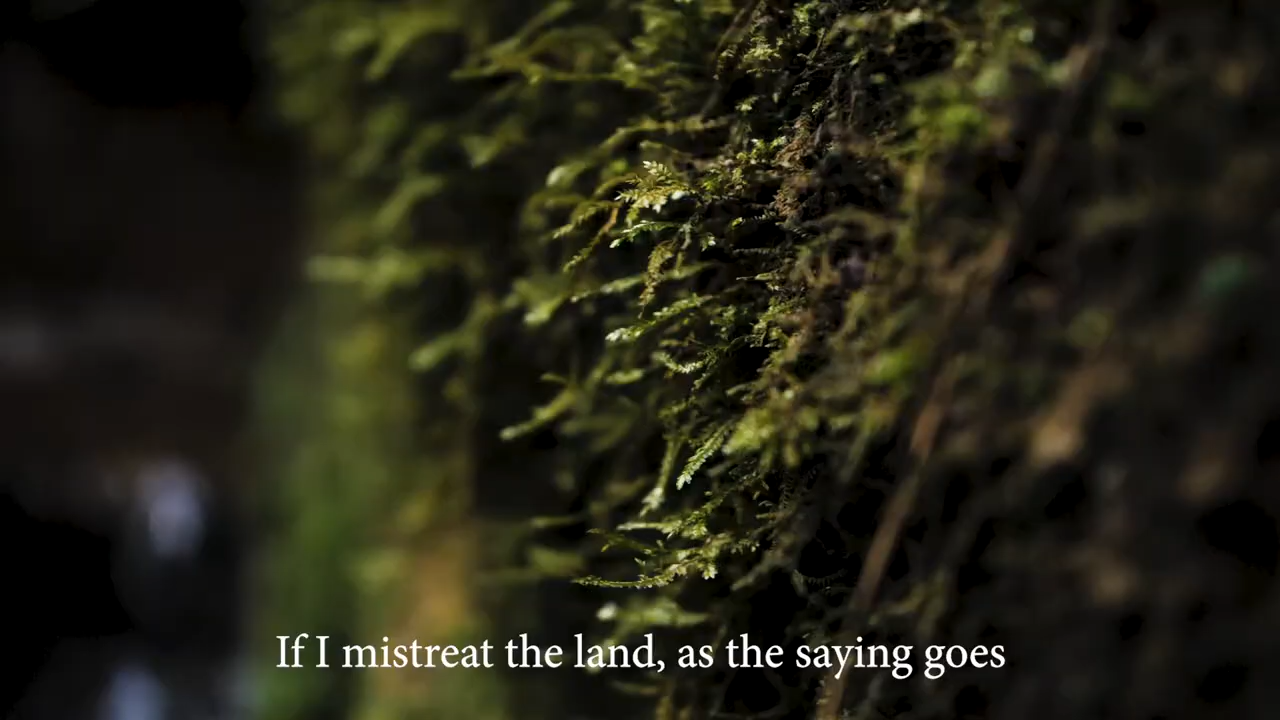 If I mistreat the land, as the saying goes